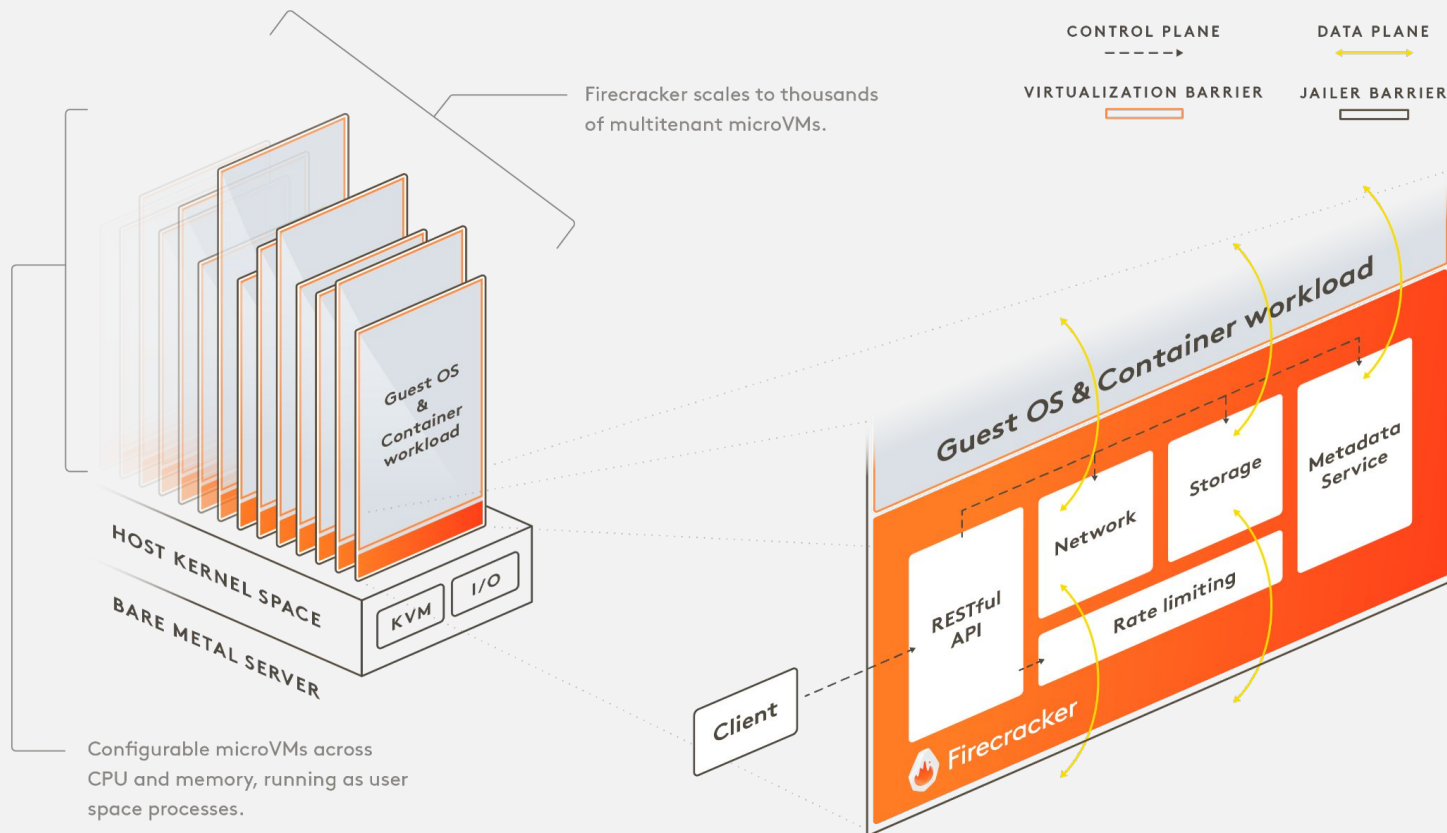 CONTROL PLANE
DATA PLANE
VIRTUALIZATION BARRIER
JAILER BARRIER
Firecracker scales to thousands
of multitenant microVMs.
Guest OS
&
Container
workload
HOST KERNEL SPACE
BARE METAL SERVER
KVM
I/O
Configurable microVMs across
CPU and memory, running as user
space processes.
Client
Guest OS & Container workload
RESTful
API
Network
Storage
Metadata
Service
Rate limiting
Firecracker